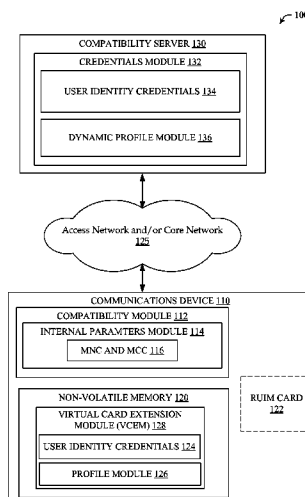 100
COMPATIBILITY SERVER 130
CREDENTIALS MODULE 132
USER IDENTITY CREDENTIALS 134
DYNAMIC PROFILE MODULE 136
Access Network and/or Core Network
125
COMMUNICATIONS DEVICE 110
COMPATIBILITY MODULE 112
INTERNAL PARAMTERS MODULE 114
MNC AND MCC 116
NON-VOLATILE MEMORY 120
VIRTUAL CARD EXTENSION
MODULE (VCEM) 128
USER IDENTITY CREDENTIALS 124
PROFILE MODULE 126
RUIM CARD
122